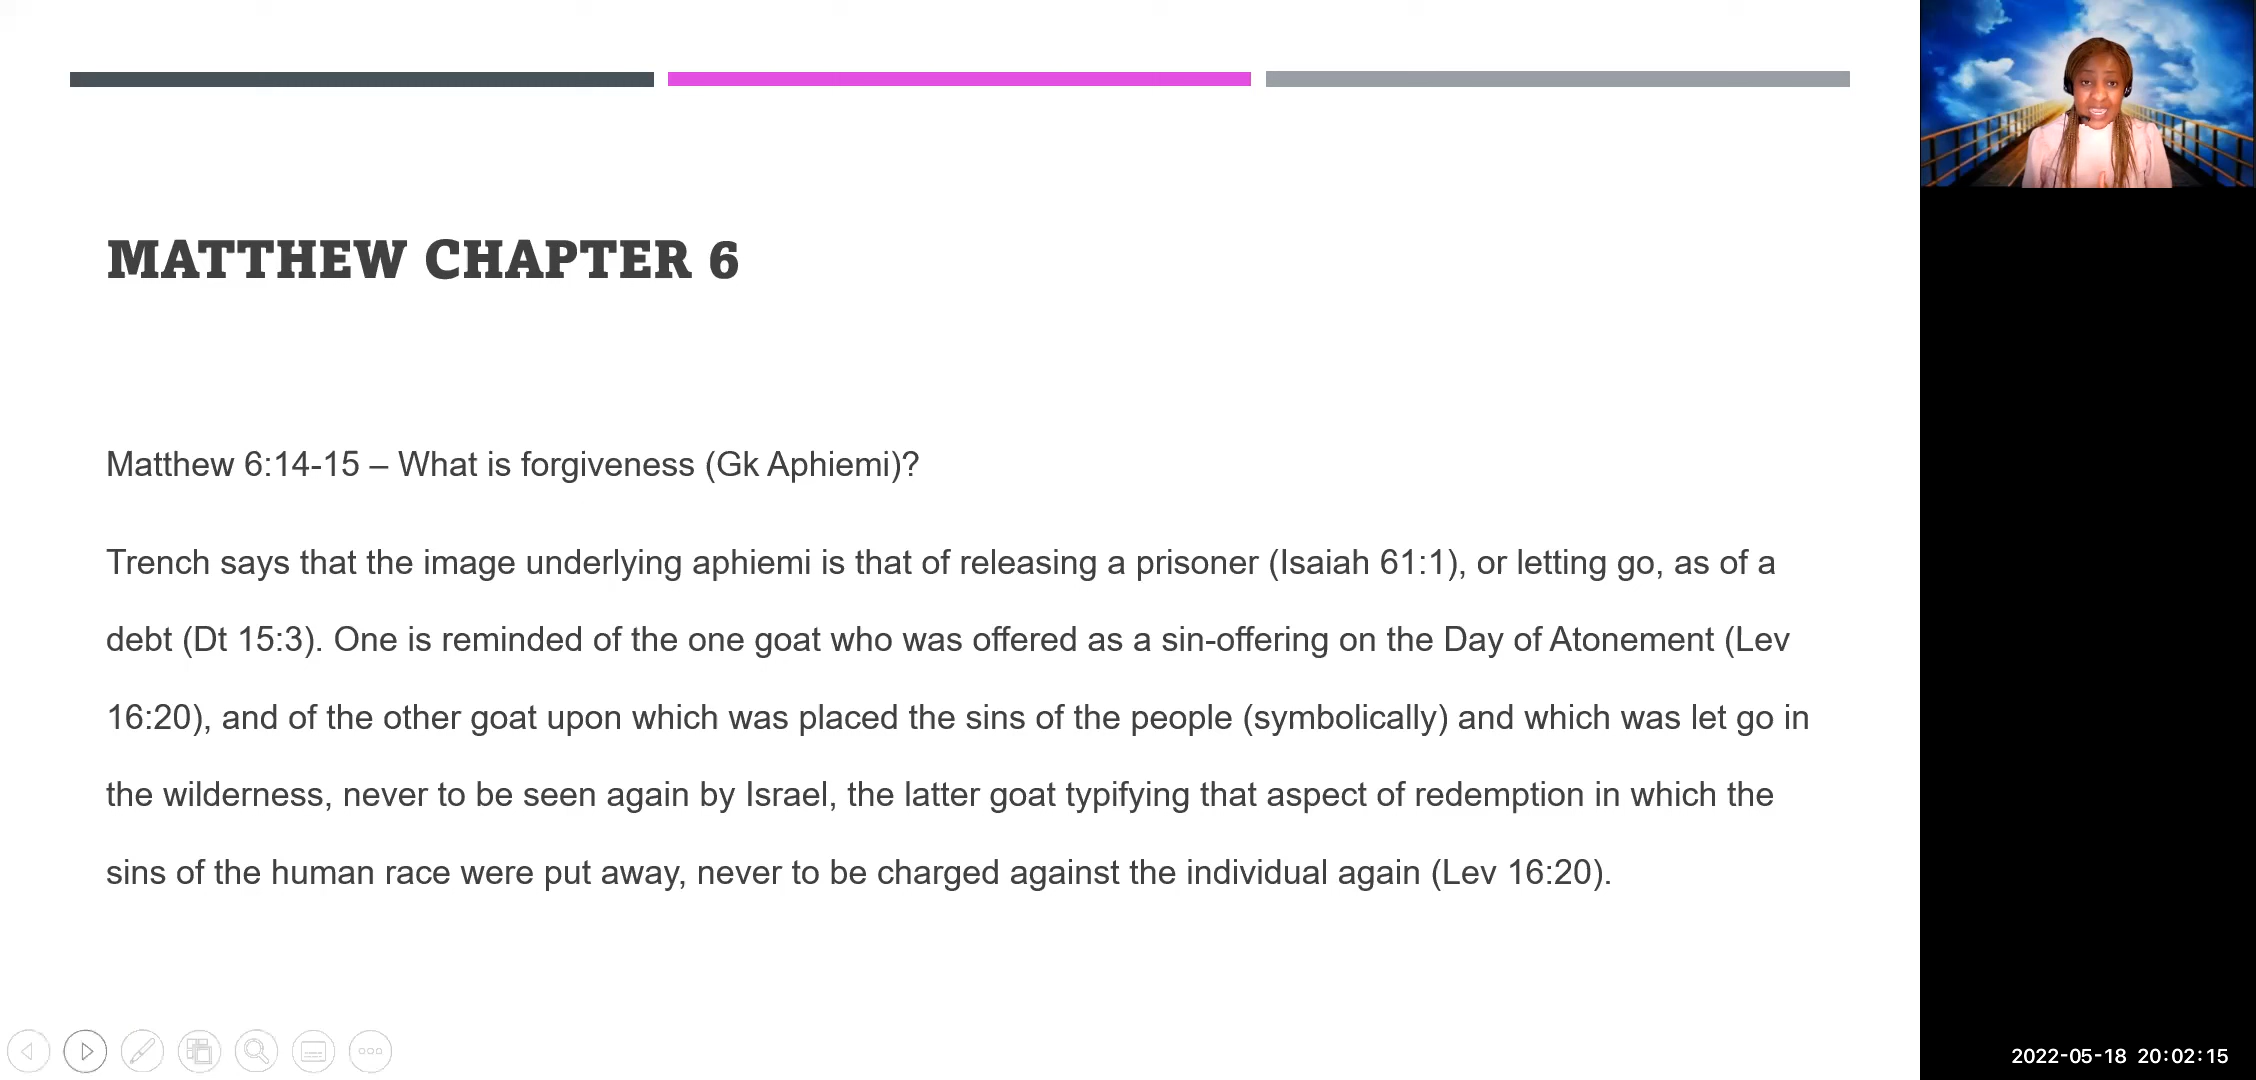 MATTHEW CHAPTER 6
Matthew 6:14-15 – What is forgiveness (Gk Aphiemi)?
Trench says that the image underlying aphiemi is that of releasing a prisoner (Isaiah 61:1), or letting go, as of a
debt (Dt 15:3). One is reminded of the one goat who was offered as a sin-offering on the Day of Atonement (Lev
16:20), and of the other goat upon which was placed the sins of the people (symbolically) and which was let go in
the wilderness, never to be seen again by Israel, the latter goat typifying that aspect of redemption in which the
sins of the human race were put away, never to be charged against the individual again (Lev 16:20).
2022-05-18 20:02:15